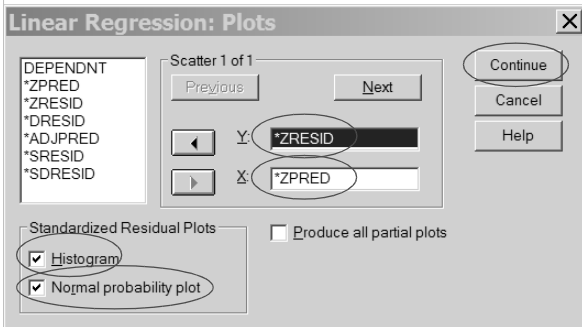 Linear Regression: Plots
DEPENDNT
*ZPRED
*ZRESID
*DRESID
*ADJPRED
*SRESID
*SDRESID
Scatter 1 of 1
Previous
Next
Y: *ZRESID
X: *ZPRED
Continue
Cancel
Help
Standardized Residual Plots
Histogram
Normal probability plot
Produce all partial plots